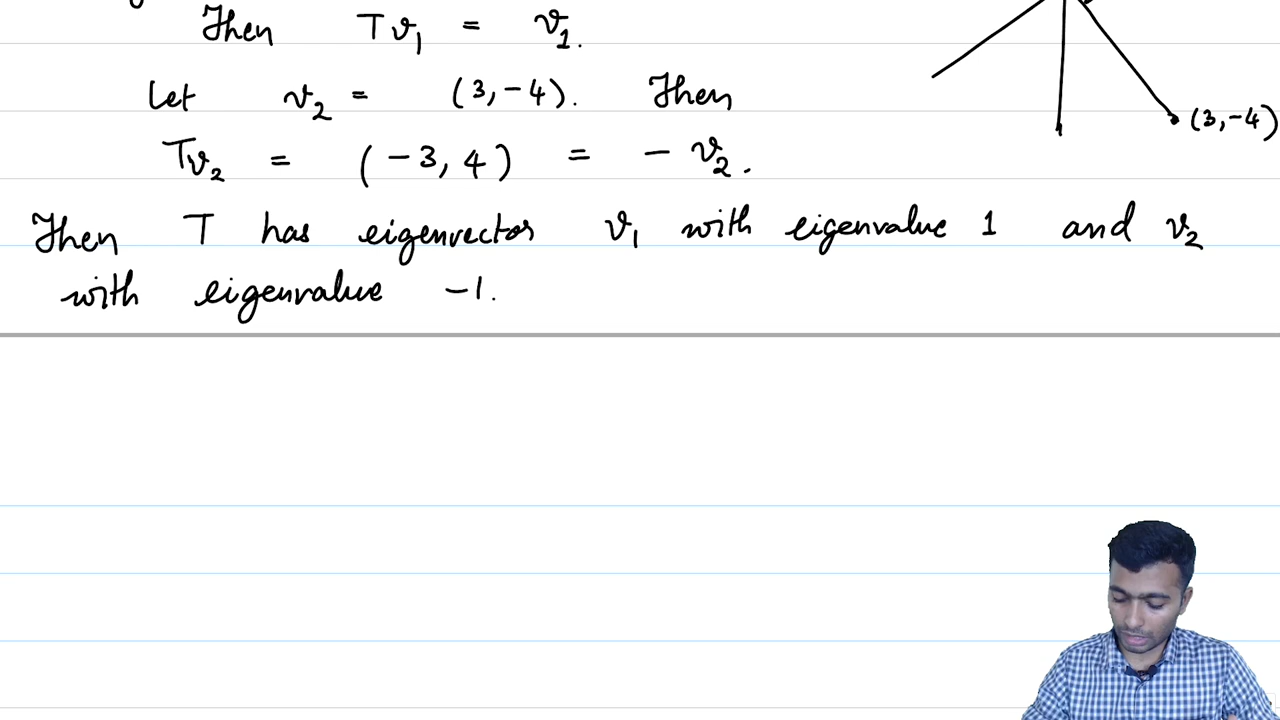 Then Tv₁ = v₁.
Let v₂ = (3,-4). Then
(3,-4)
Tv₂ = (-3, 4) = - v₂.
Then T has eigenvector v₁ with eigenvalue 1 and v₂
with eigenvalue -1.